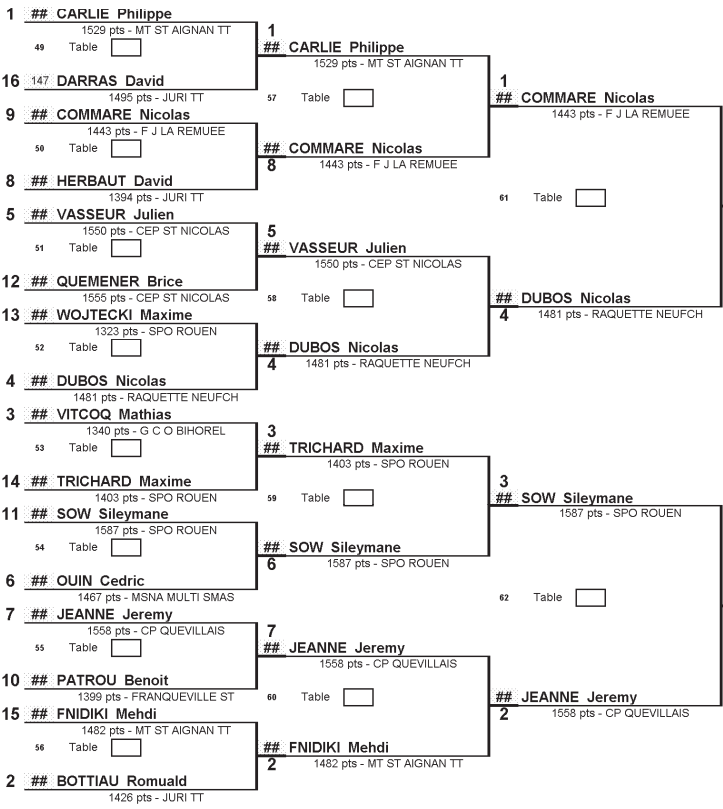 1 ## CARLIE Philippe
1529 pts - MT ST AIGNAN TT
49 Table
16 147 DARRAS David
1495 pts - JURI TT
9 ## COMMARE Nicolas
1443 pts - F J LA REMUEE
50 Table
8 ## HERBAUT David
1394 pts - JURI TT
5 ## VASSEUR Julien
1550 pts - CEP ST NICOLAS
51 Table
12 ## QUEMENER Brice
1555 pts - CEP ST NICOLAS
13 ## WOJTECKI Maxime
1323 pts - SPO ROUEN
52 Table
4 ## DUBOS Nicolas
1481 pts - RAQUETTE NEUFCH
3 ## VITCOQ Mathias
1340 pts - G C O BIHOREL
53 Table
14 ## TRICHARD Maxime
1403 pts - SPO ROUEN
11 ## SOW Sileymane
1587 pts - SPO ROUEN
54 Table
6 ## OUIN Cedric
1467 pts - MSNA MULTI SMAS
7 ## JEANNE Jeremy
1558 pts - CP QUEVILLAIS
55 Table
10 ## PATROU Benoit
1399 pts - FRANQUEVILLE ST
15 ## FNIDIKI Mehdi
1482 pts - MT ST AIGNAN TT
56 Table
2 ## BOTTIAU Romuald
1426 pts - JURI TT
1
## CARLIE Philippe
1529 pts - MT ST AIGNAN TT
57 Table
## COMMARE Nicolas
8 1443 pts - F J LA REMUEE
5
## VASSEUR Julien
1550 pts - CEP ST NICOLAS
58 Table
## DUBOS Nicolas
4 1481 pts - RAQUETTE NEUFCH
3
## TRICHARD Maxime
1403 pts - SPO ROUEN
59 Table
## SOW Sileymane
6 1587 pts - SPO ROUEN
7
## JEANNE Jeremy
1558 pts - CP QUEVILLAIS
60 Table
## FNIDIKI Mehdi
2 1482 pts - MT ST AIGNAN TT
1
## COMMARE Nicolas
1443 pts - F J LA REMUEE
61 Table
## DUBOS Nicolas
4 1481 pts - RAQUETTE NEUFCH
3
## SOW Sileymane
1587 pts - SPO ROUEN
62 Table
## JEANNE Jeremy
2 1558 pts - CP QUEVILLAIS